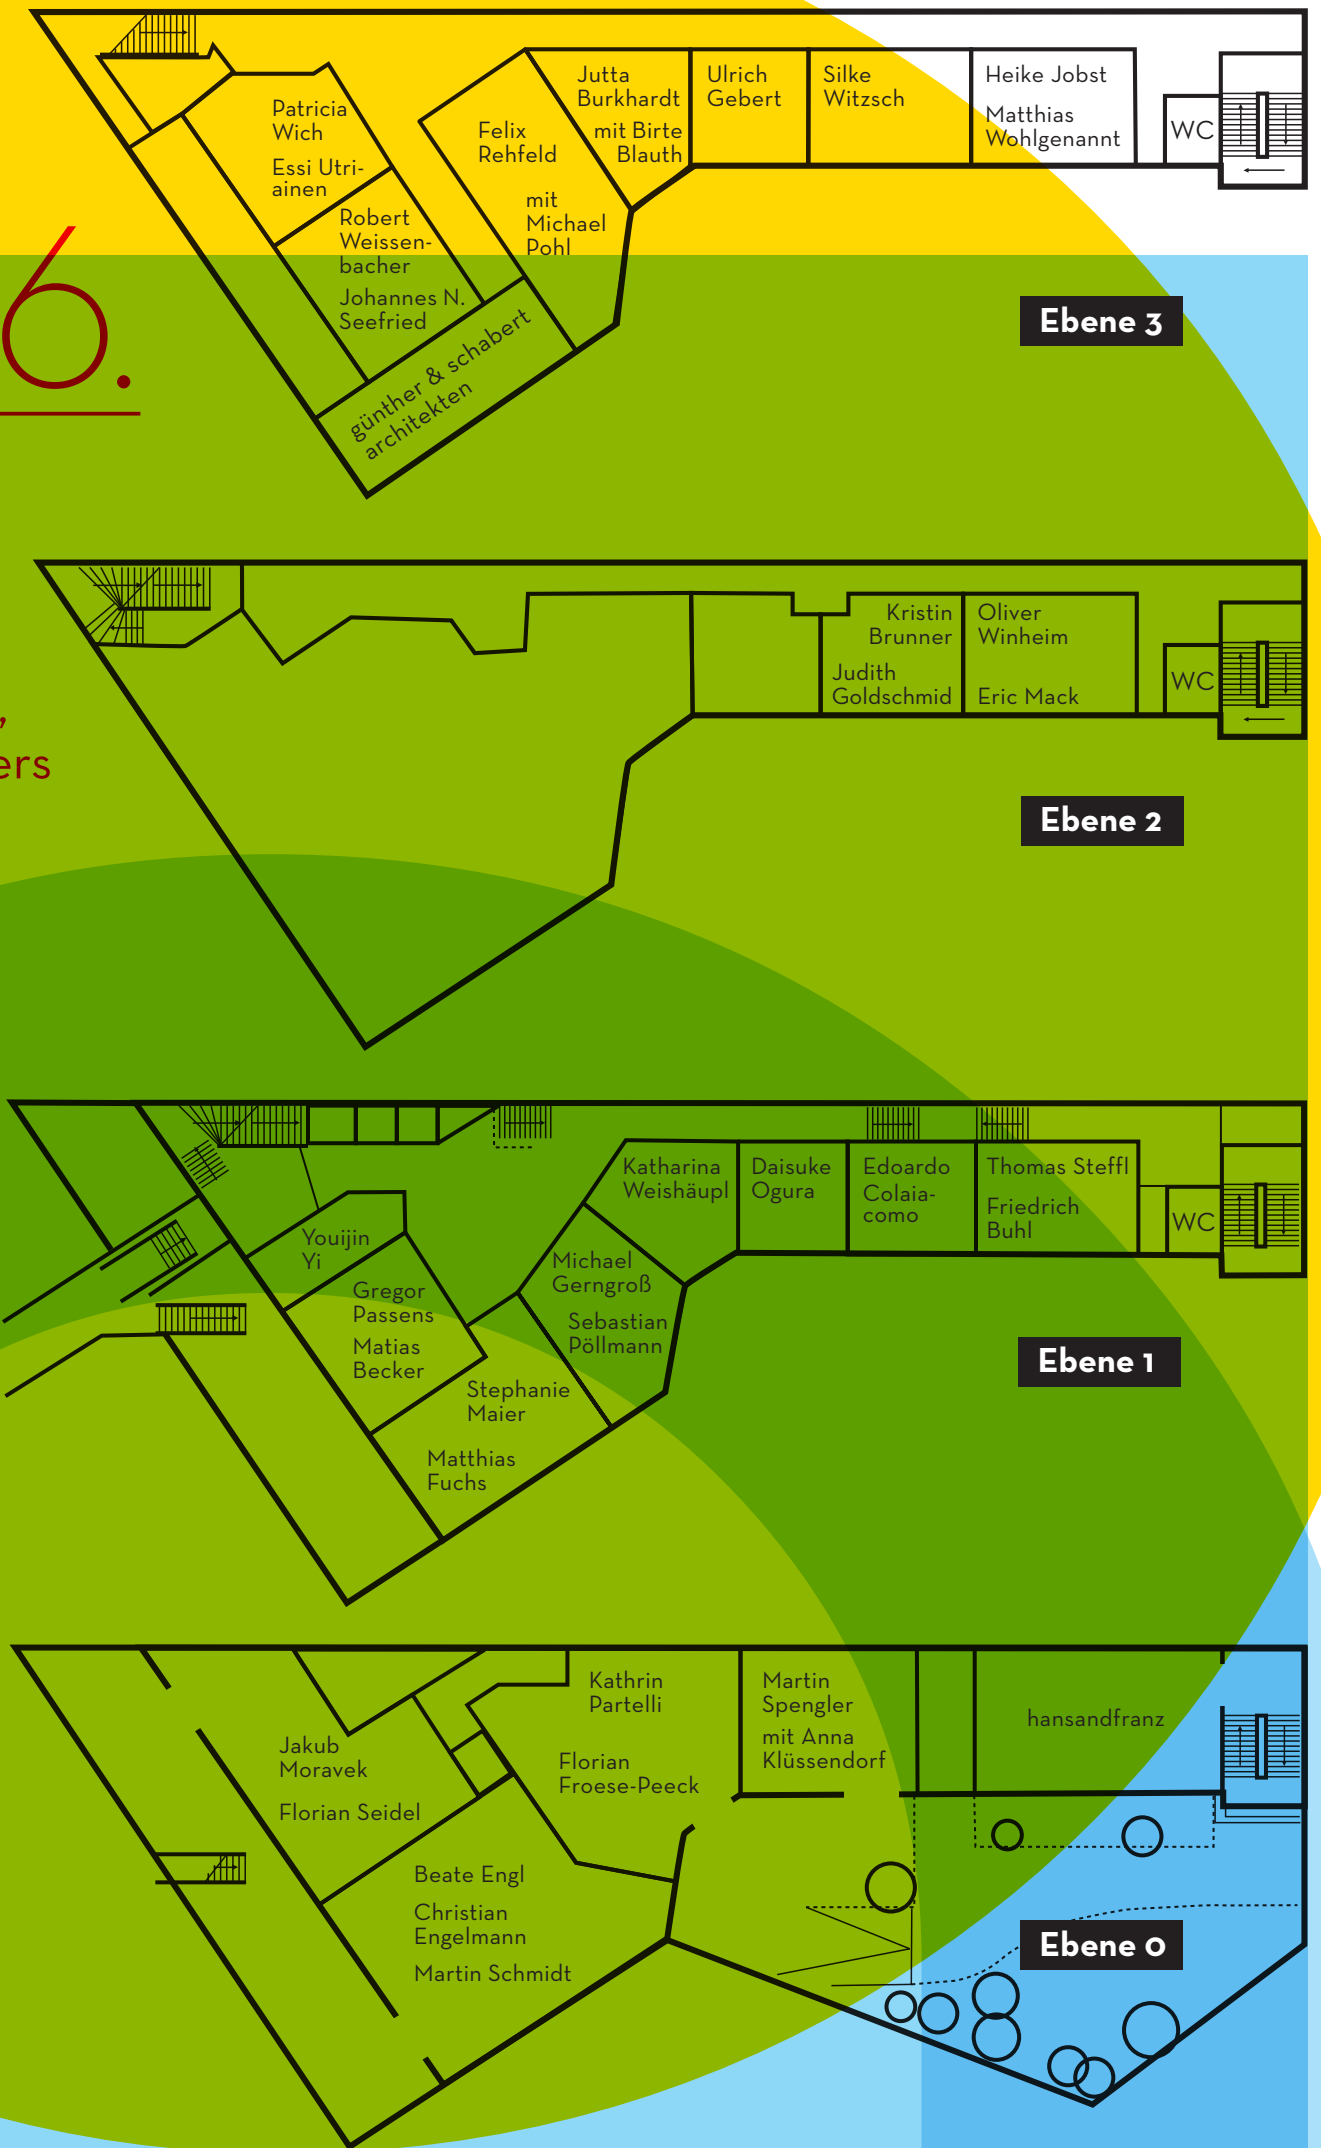 Patricia
Wich
Essi Utri-
ainen
Robert
Weissen-
bacher
Johannes N.
Seefried
günther & schabert
architekten
Felix
Rehfeld
mit
Michael
Pohl
Jutta
Burkhardt
mit Birte
Blauth
Ulrich
Gebert
Silke
Witzsch
Heike Jobst
Matthias
Wohlgenannt
WC
6.
Ebene 3
Kristin
Brunner
Judith
Goldschmid
Oliver
Winheim
Eric Mack
WC
,
ers
Ebene 2
Youijin
Yi
Gregor
Passens
Matias
Becker
Stephanie
Maier
Matthias
Fuchs
Michael
Gerngroß
Sebastian
Pöllmann
Katharina
Weishäupl
Daisuke
Ogura
Edoardo
Colaia-
como
Thomas Steffl
Friedrich
Buhl
WC
Ebene 1
Jakub
Moravek
Florian Seidel
Beate Engl
Christian
Engelmann
Martin Schmidt
Kathrin
Partelli
Florian
Froese-Peeck
Martin
Spengler
mit Anna
Klüssendorf
hansandfranz
Ebene 0